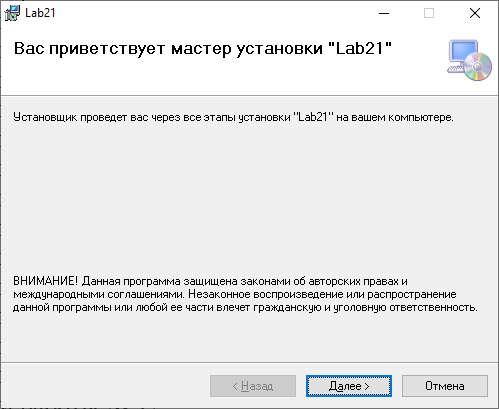 Lab21
Вас приветствует мастер установки "Lab21"
Установщик проведет вас через все этапы установки "Lab21" на вашем компьютере.
ВНИМАНИЕ! Данная программа защищена законами об авторских правах и
международными соглашениями. Незаконное воспроизведение или распространение
данной программы или любой ее части влечет гражданскую и уголовную ответственность.
< Назад
Далее >
Отмена